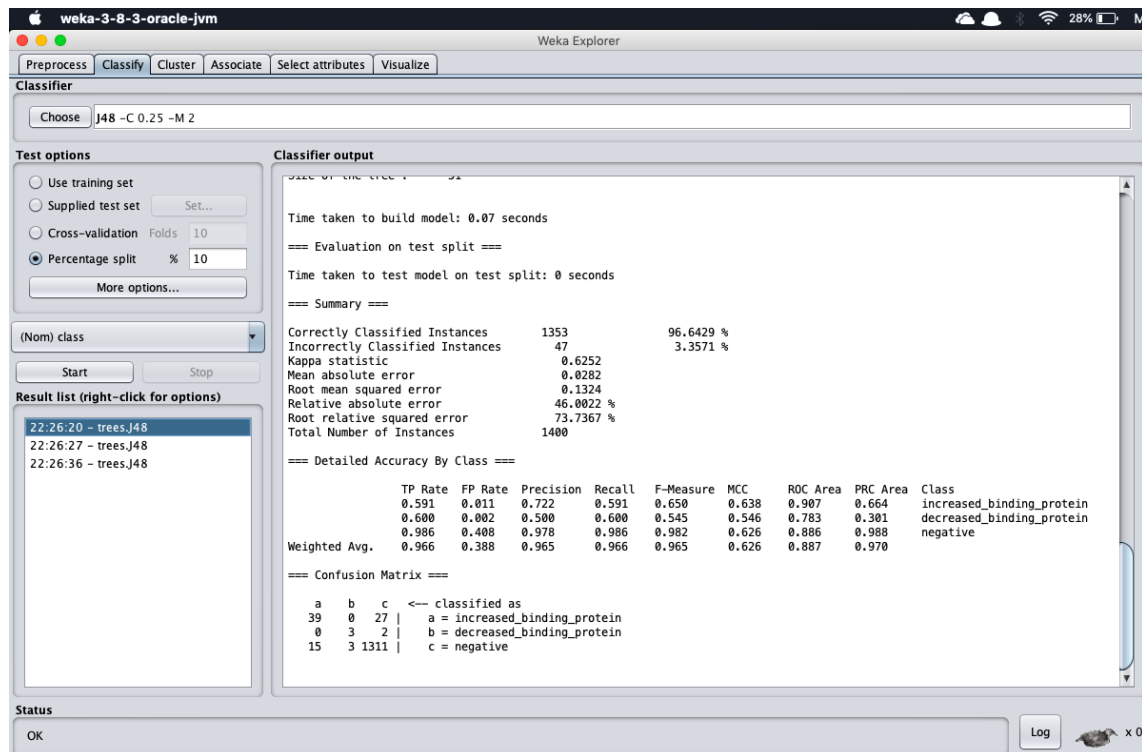 weka-3-8-3-oracle-jvm 28% M
Weka Explorer
Preprocess Classify Cluster Associate Select attributes Visualize
Classifier
Choose J48 -C 0.25 -M 2
Test options
Use training set
Supplied test set Set...
Cross-validation Folds 10
Percentage split % 10
More options...
(Nom) class
Start Stop
Result list (right-click for options)
22:26:20 - trees.J48
22:26:27 - trees.J48
22:26:36 - trees.J48
Classifier output
Time taken to build model: 0.07 seconds
=== Evaluation on test split ===
Time taken to test model on test split: 0 seconds
=== Summary ===
Correctly Classified Instances 1353 96.6429 %
Incorrectly Classified Instances 47 3.3571 %
Kappa statistic 0.6252
Mean absolute error 0.0282
Root mean squared error 0.1324
Relative absolute error 46.0022 %
Root relative squared error 73.7367 %
Total Number of Instances 1400
=== Detailed Accuracy By Class ===
TP Rate FP Rate Precision Recall F-Measure MCC ROC Area PRC Area Class
0.591 0.011 0.722 0.591 0.650 0.638 0.907 0.664 increased_binding_protein
0.600 0.002 0.500 0.600 0.545 0.546 0.783 0.301 decreased_binding_protein
0.986 0.408 0.978 0.986 0.982 0.626 0.886 0.988 negative
Weighted Avg. 0.966 0.388 0.965 0.966 0.965 0.626 0.887 0.970
=== Confusion Matrix ===
a b c <-- classified as
39 0 27 | a = increased_binding_protein
0 3 2 | b = decreased_binding_protein
15 3 1311 | c = negative
Status
OK
Log x 0